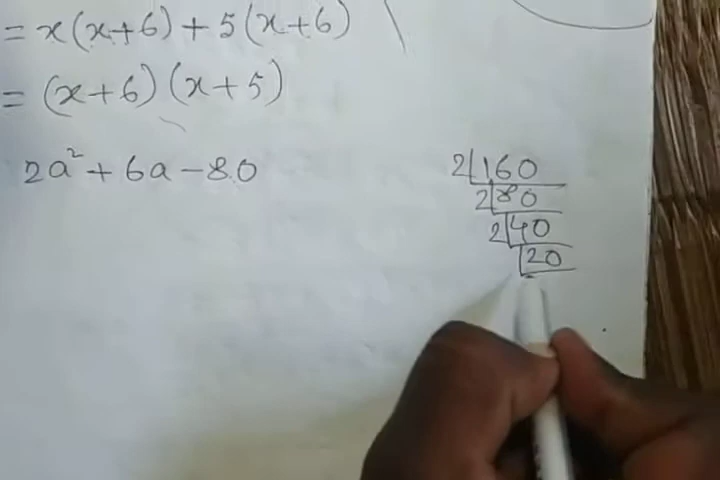 = x(x+6)+5(x+6)
= (x+6)(x+5)
2a²+6a-80
2|160
2|80
2|40
|20